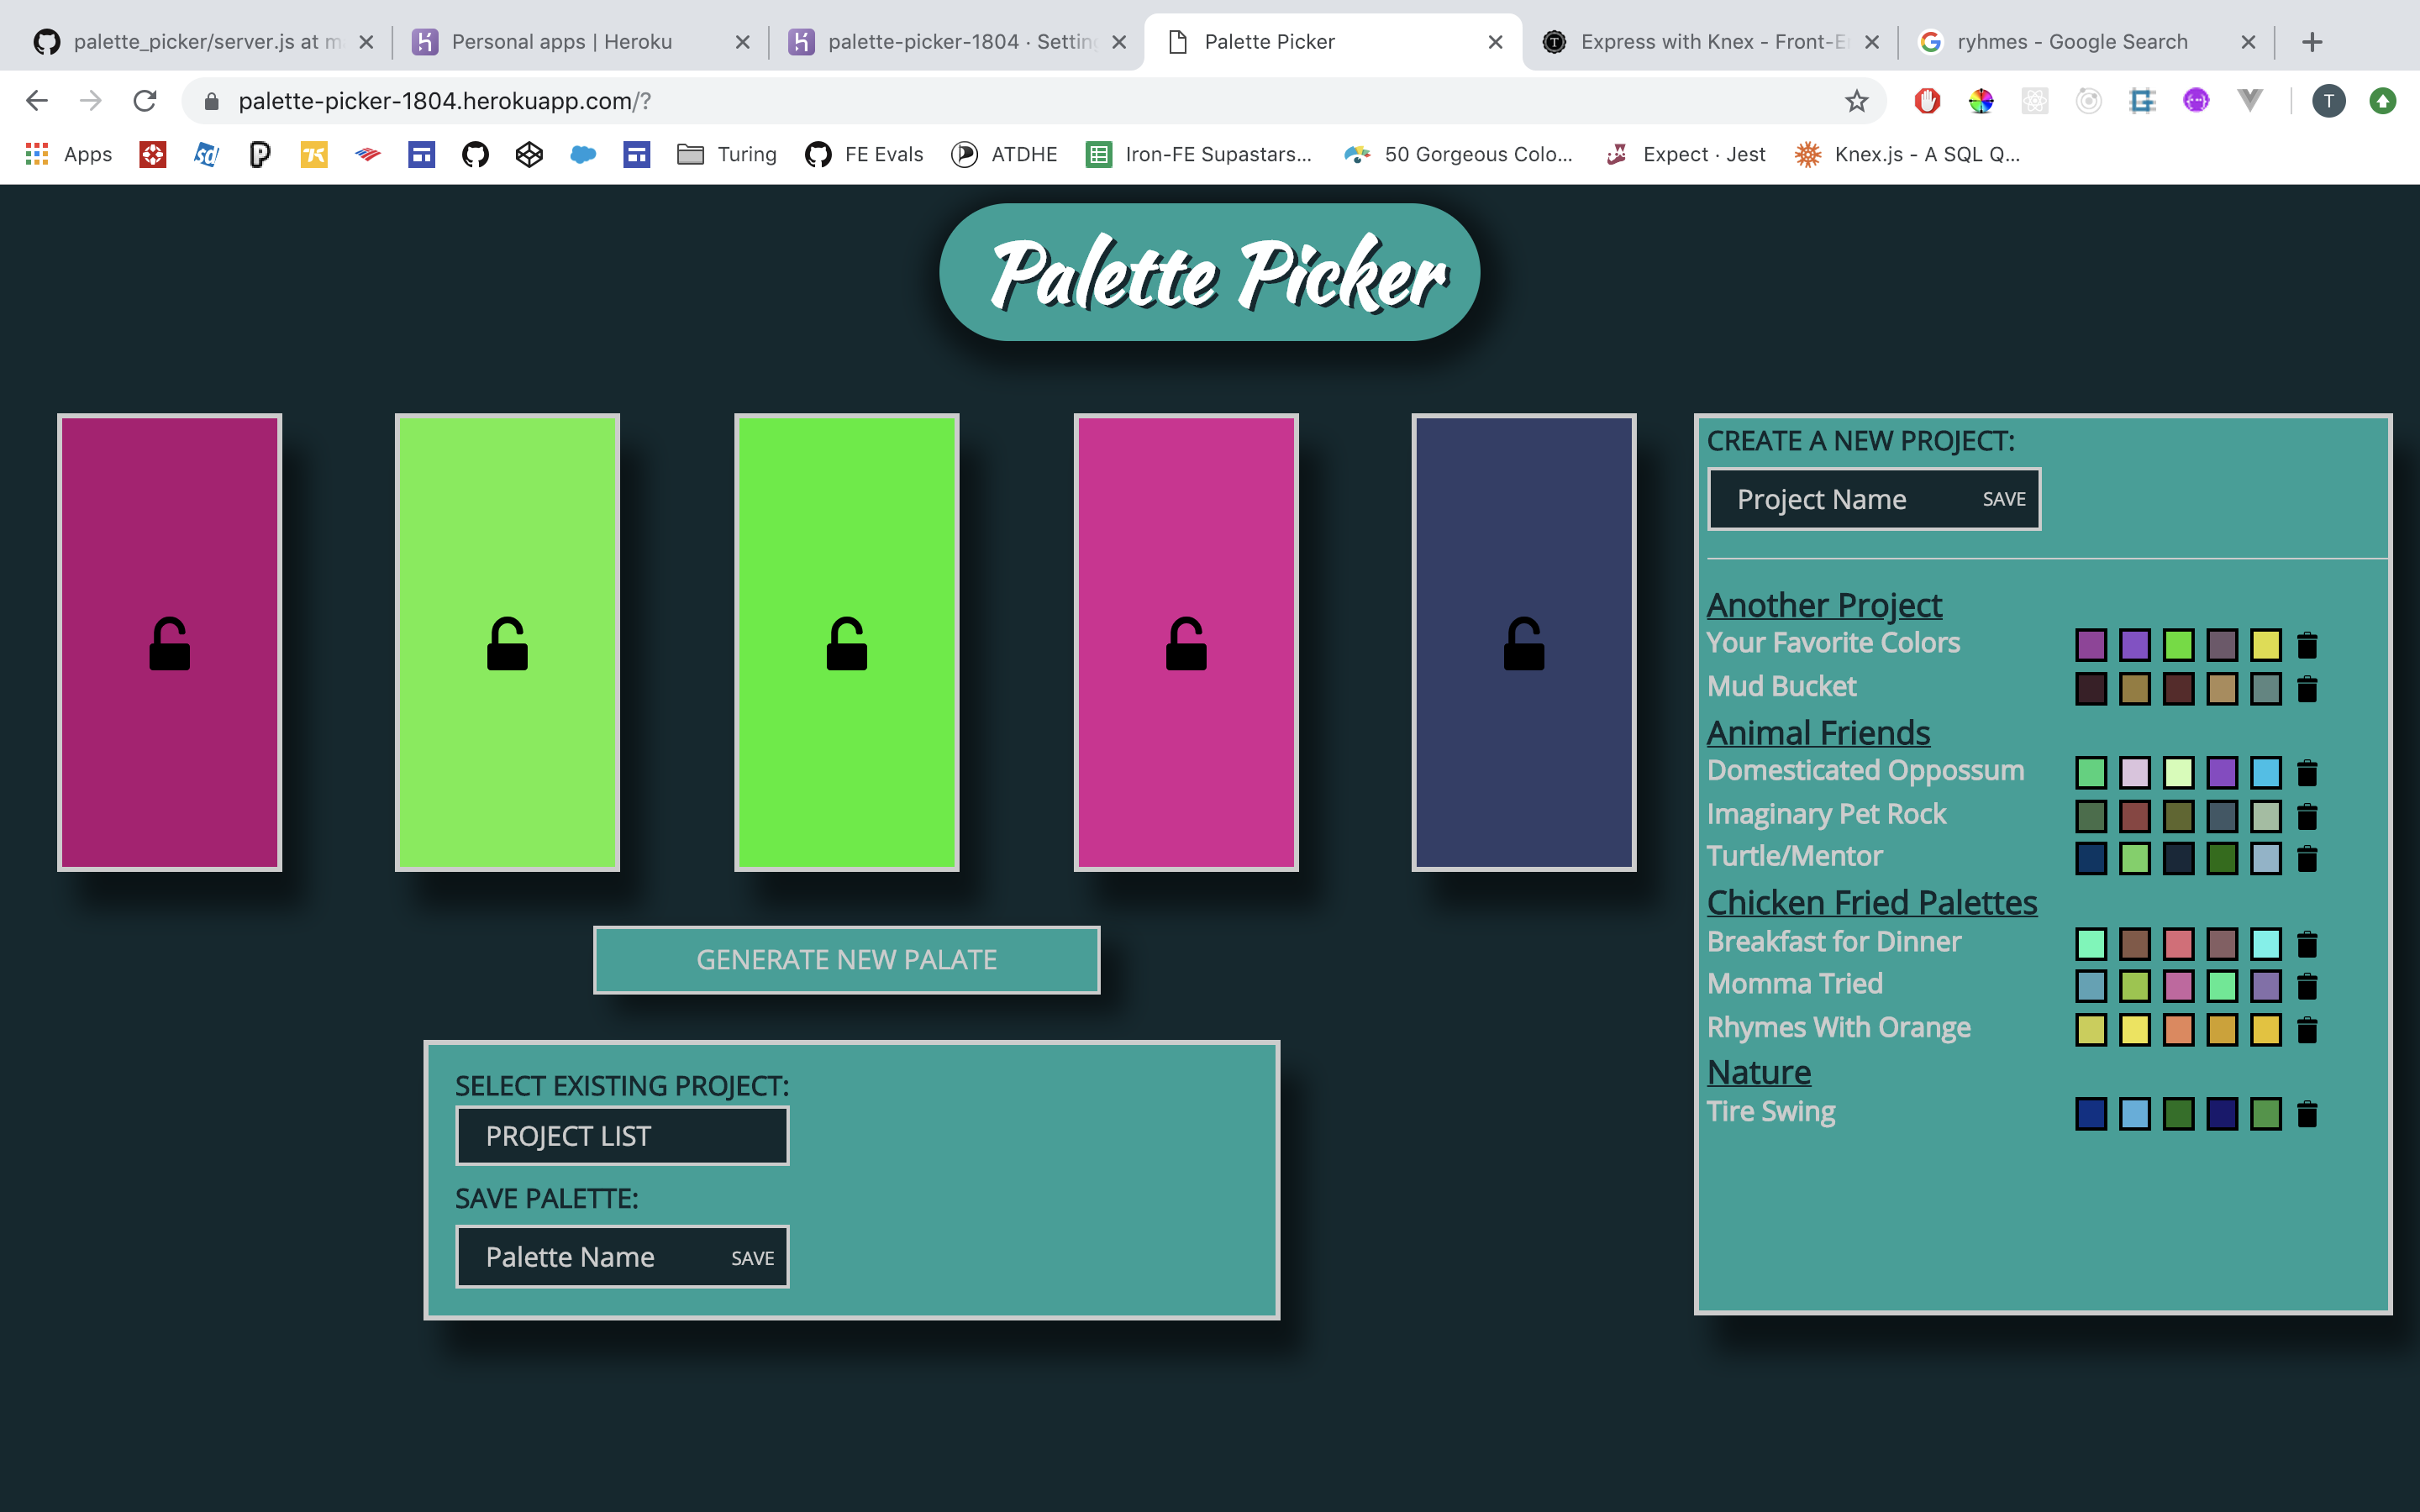 palette_picker/server.js at m
Personal apps | Heroku
palette-picker-1804 · Setting
Palette Picker
Express with Knex - Front-E
ryhmes - Google Search
palette-picker-1804.herokuapp.com/?
T
Apps
Turing
FE Evals
ATDHE
Iron-FE Supastars...
50 Gorgeous Colo...
Expect · Jest
Knex.js - A SQL Q...
Palette Picker
CREATE A NEW PROJECT:
Project Name SAVE
Another Project
Your Favorite Colors
Mud Bucket
Animal Friends
Domesticated Oppossum
Imaginary Pet Rock
Turtle/Mentor
Chicken Fried Palettes
Breakfast for Dinner
Momma Tried
Rhymes With Orange
Nature
Tire Swing
GENERATE NEW PALATE
SELECT EXISTING PROJECT:
PROJECT LIST
SAVE PALETTE:
Palette Name SAVE